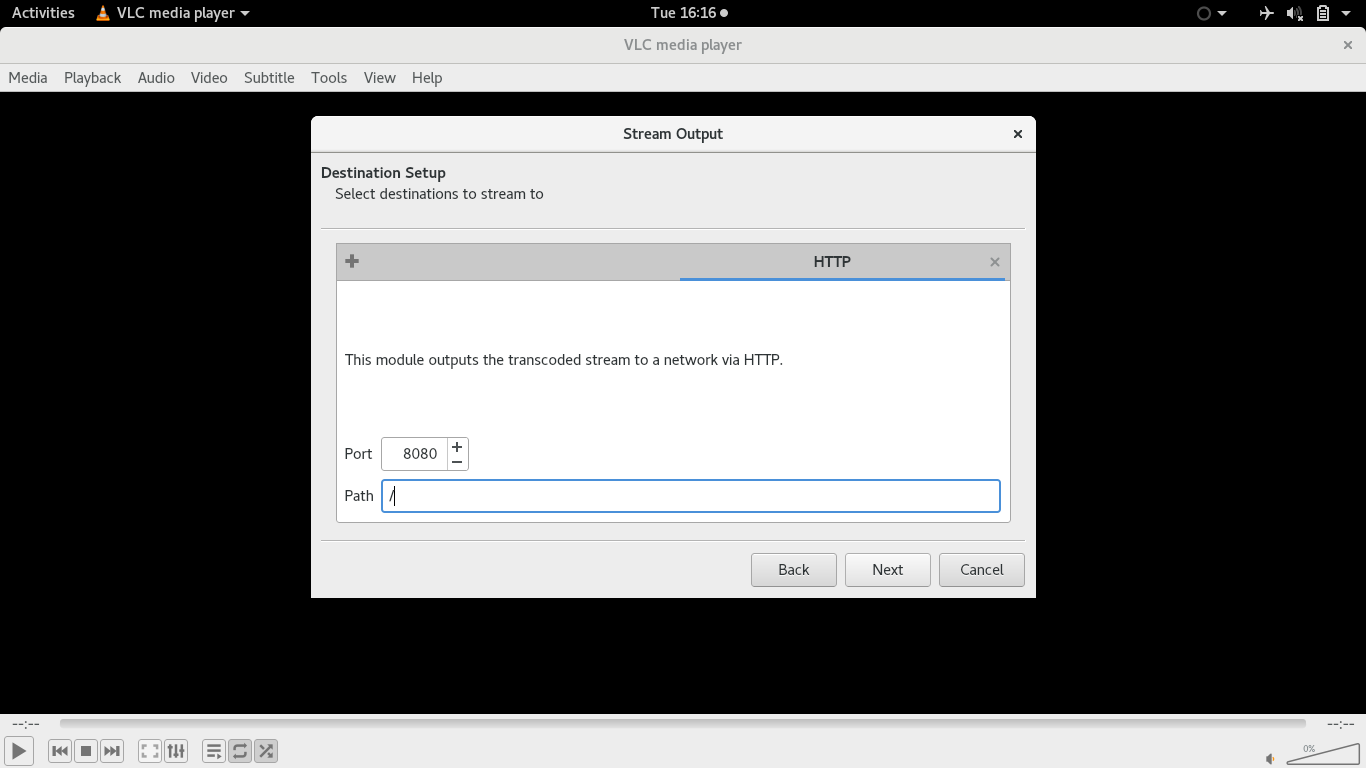 Activities VLC media player Tue 16:16
VLC media player
Media Playback Audio Video Subtitle Tools View Help
Stream Output
Destination Setup
Select destinations to stream to
HTTP
This module outputs the transcoded stream to a network via HTTP.
Port 8080
Path /
Back Next Cancel
--:-- --:--
0%